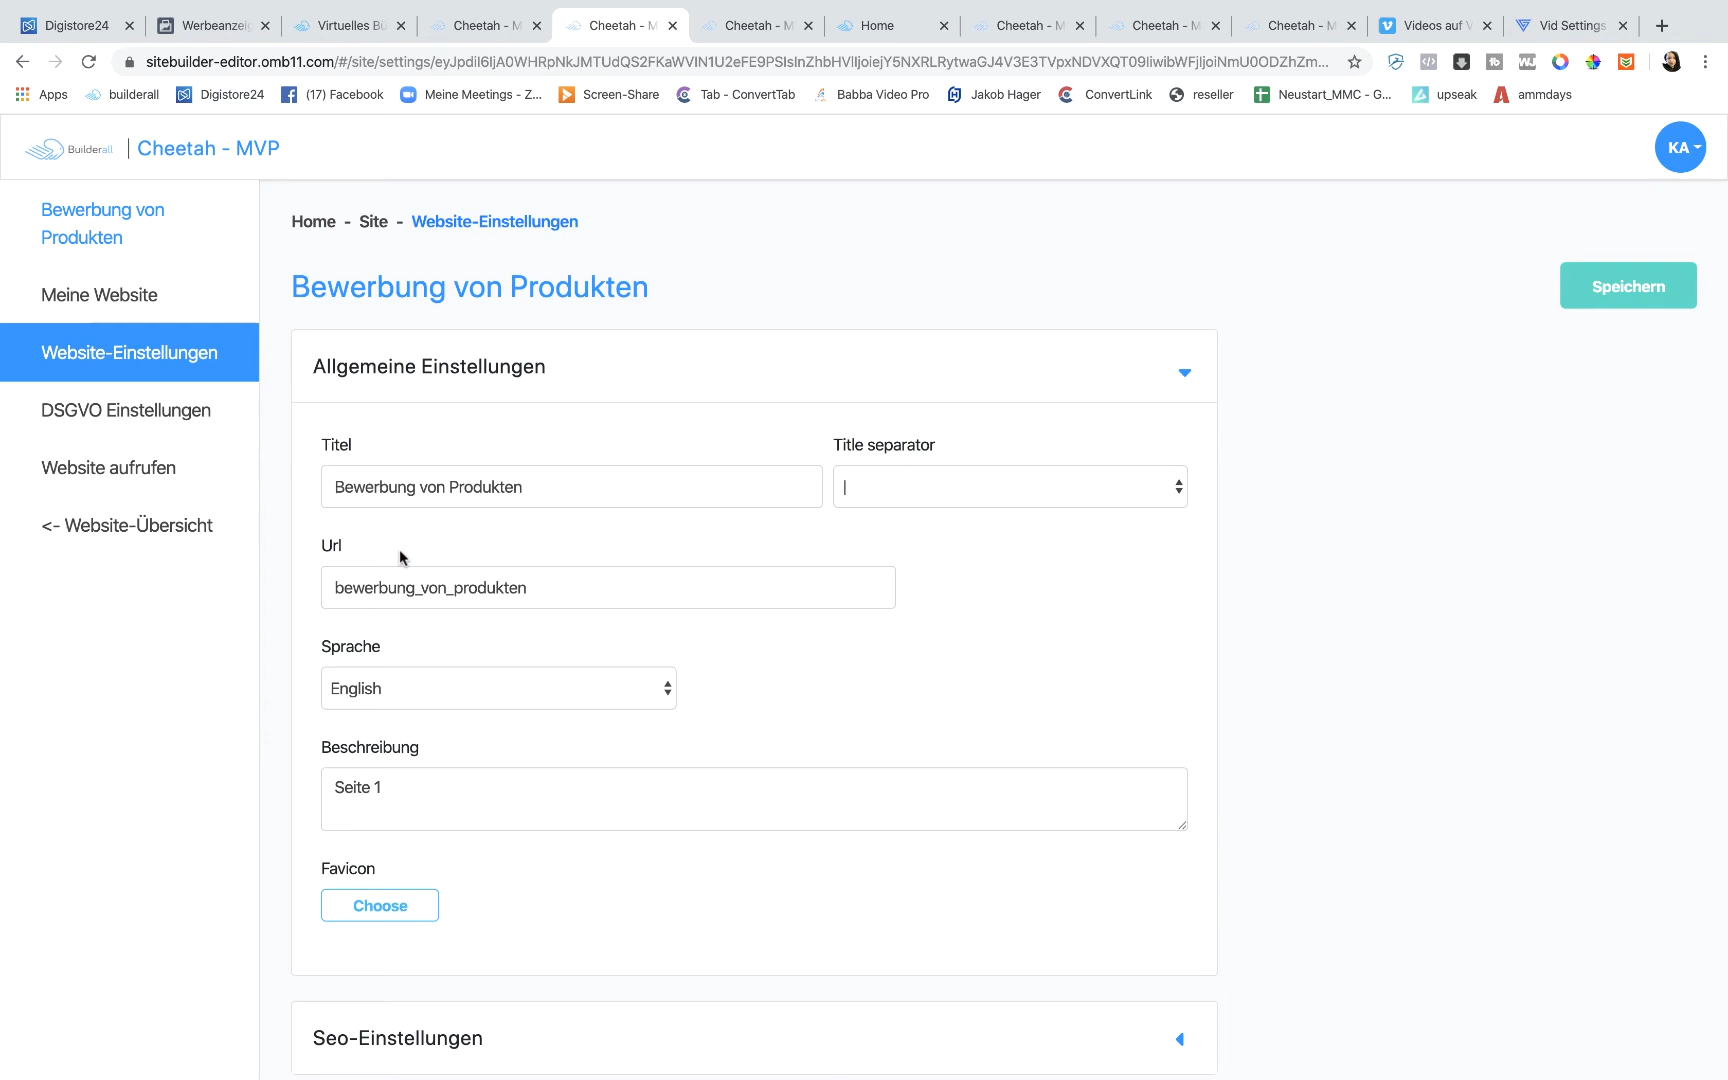 Digistore24
Werbeanzeig
Virtuelles Bü
Cheetah - M
Cheetah - M
Cheetah - M
Home
Cheetah - M
Cheetah - M
Cheetah - M
Videos auf V
Vid Settings
sitebuilder-editor.omb11.com/#/site/settings/eyJpdiI6IjA0WHRpNkJMTUdQS2FKaWVlN1U2eFE9PSIsInZhbHVlIjoiejY5NXRLRytwaGJ4V3E3TVpxNDVXQT09IiwibWFjIjoiNmU0ODZhZm...
Apps
builderall
Digistore24
(17) Facebook
Meine Meetings - Z...
Screen-Share
Tab - ConvertTab
Babba Video Pro
Jakob Hager
ConvertLink
reseller
Neustart_MMC - G...
upseak
ammdays
Builderall
Cheetah - MVP
KA
Bewerbung von
Produkten
Meine Website
Website-Einstellungen
DSGVO Einstellungen
Website aufrufen
<- Website-Übersicht
Home - Site - Website-Einstellungen
Bewerbung von Produkten
Speichern
Allgemeine Einstellungen
Titel
Title separator
Bewerbung von Produkten
|
Url
bewerbung_von_produkten
Sprache
English
Beschreibung
Seite 1
Favicon
Choose
Seo-Einstellungen